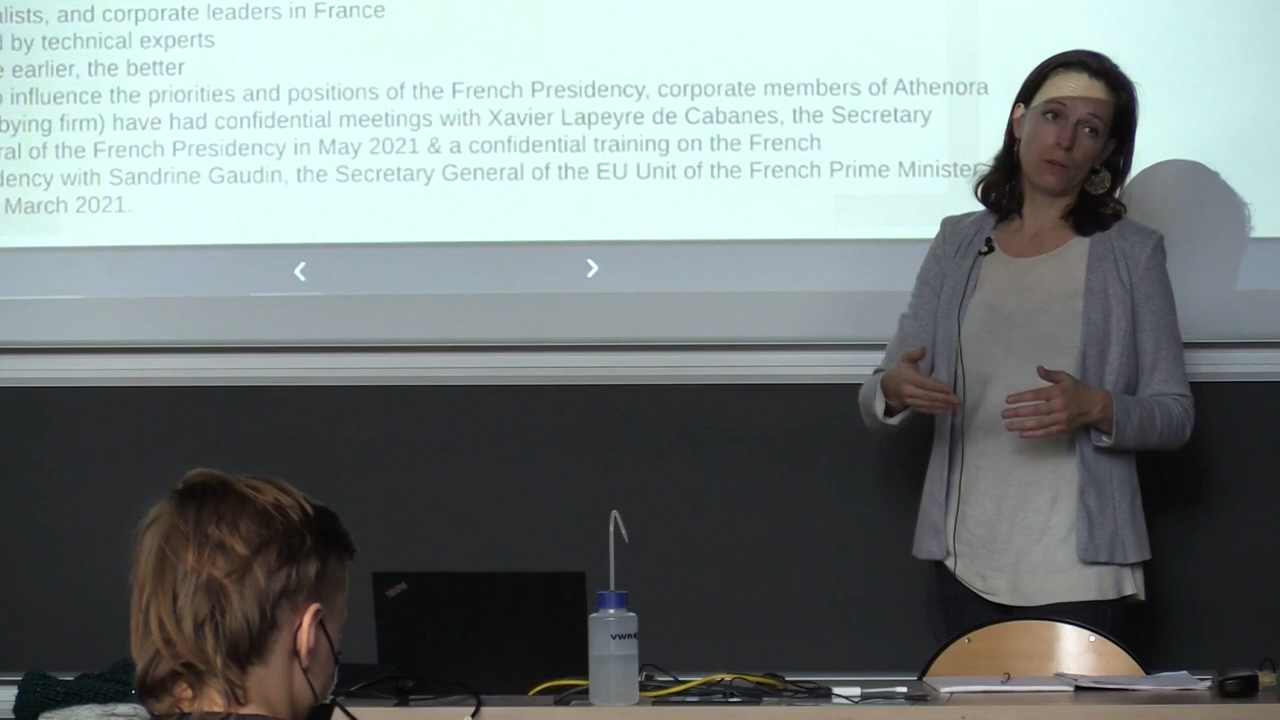 alists, and corporate leaders in France
d by technical experts
e earlier, the better
o influence the priorities and positions of the French Presidency, corporate members of Athenora
bying firm) have had confidential meetings with Xavier Lapeyre de Cabanes, the Secretary
ral of the French Presidency in May 2021 & a confidential training on the French
dency with Sandrine Gaudin, the Secretary General of the EU Unit of the French Prime Minister
March 2021.
VWR